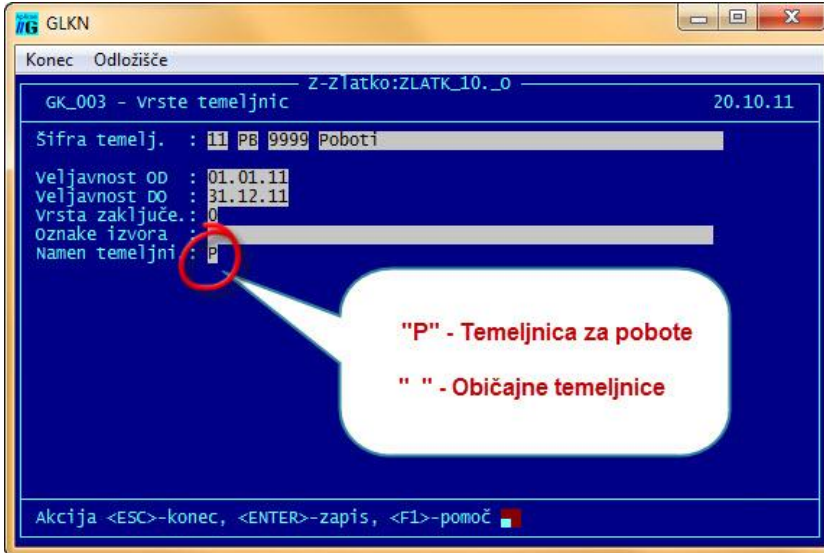 GLKN
Konec Odložišče
Z-Zlatko:ZLATK_10._O
GK_003 - Vrste temeljnic 20.10.11
Šifra temelj. : 11 PB 9999 Poboti
Veljavnost OD : 01.01.11
Veljavnost DO : 31.12.11
Vrsta zaključe.: 0
Oznake izvora :
Namen temeljni.: P
"P" - Temeljnica za pobote
" " - Običajne temeljnice
Akcija <ESC>-konec, <ENTER>-zapis, <F1>-pomoč